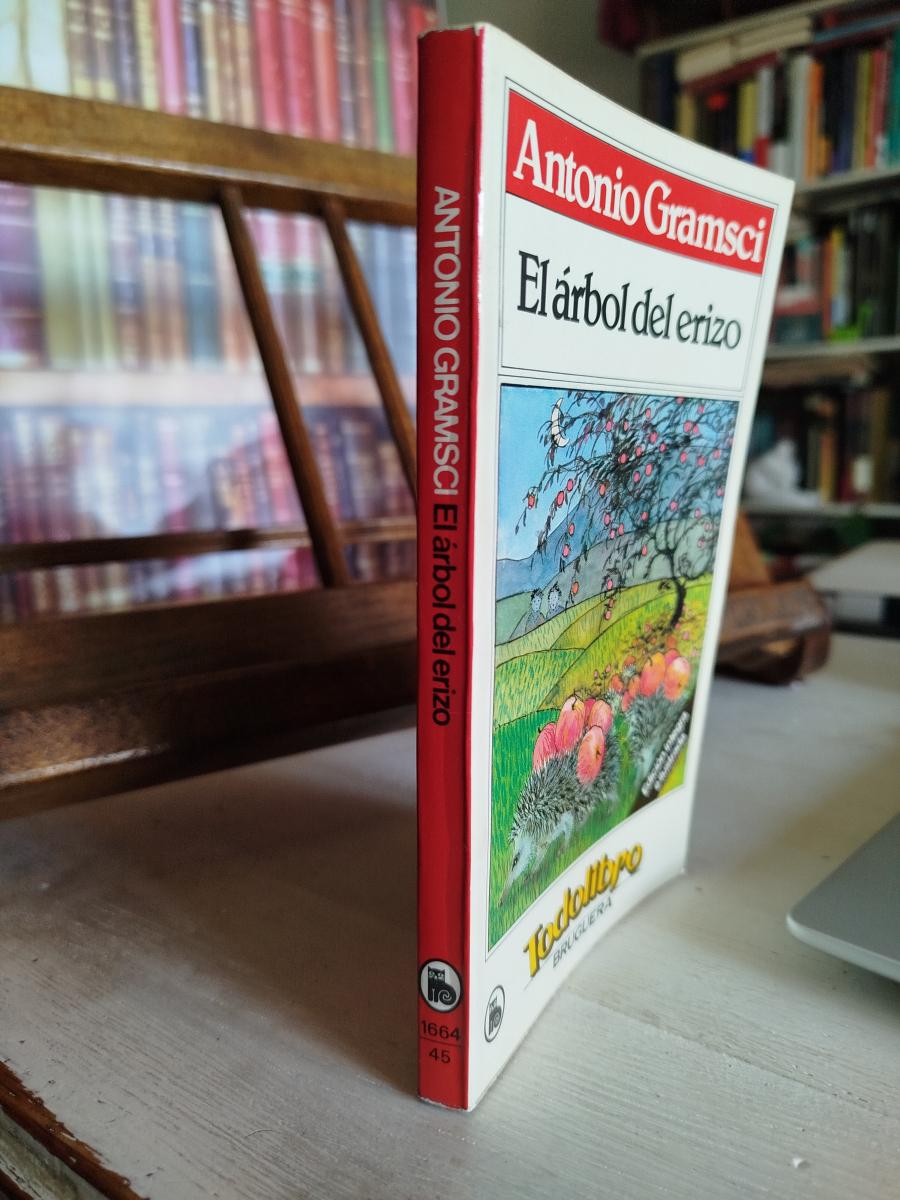 ANTONIO GRAMSCI El árbol del erizo
1664
45
Antonio Gramsci
El árbol del erizo
Todolibro
BRUGUERA